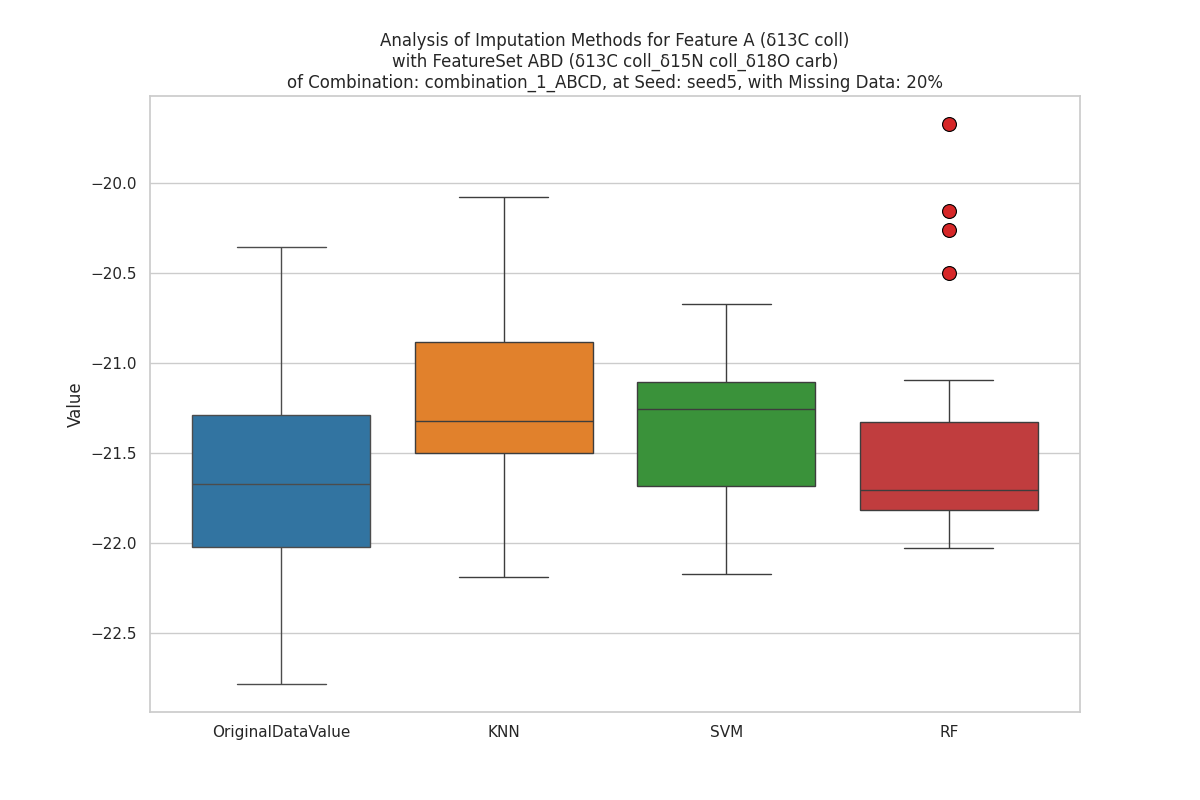 Analysis of Imputation Methods for Feature A (δ13C coll)
with FeatureSet ABD (δ13C coll_δ15N coll_δ18O carb)
of Combination: combination_1_ABCD, at Seed: seed5, with Missing Data: 20%
Value
−20.0
−20.5
−21.0
−21.5
−22.0
−22.5
OriginalDataValue KNN SVM RF